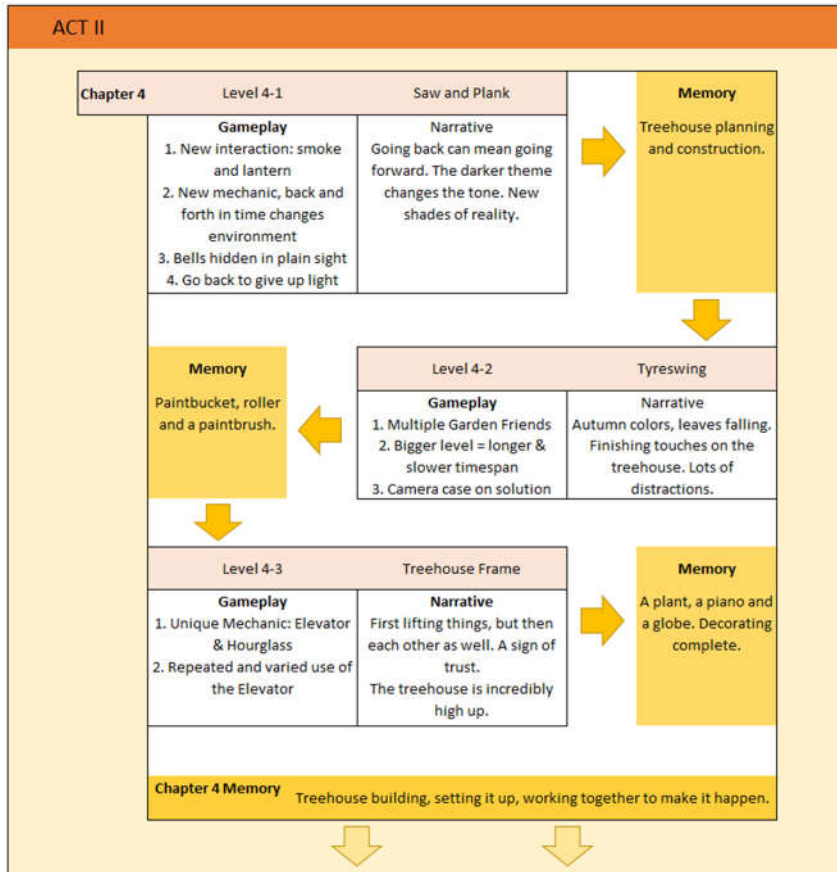 ACT II
Chapter 4
Level 4-1
Saw and Plank
Gameplay
1. New interaction: smoke
and lantern
2. New mechanic, back and
forth in time changes
environment
3. Bells hidden in plain sight
4. Go back to give up light
Narrative
Going back can mean going
forward. The darker theme
changes the tone. New
shades of reality.
Memory
Treehouse planning
and construction.
Level 4-2
Tyreswing
Gameplay
1. Multiple Garden Friends
2. Bigger level = longer &
slower timespan
3. Camera case on solution
Narrative
Autumn colors, leaves falling.
Finishing touches on the
treehouse. Lots of
distractions.
Memory
Paintbucket, roller
and a paintbrush.
Level 4-3
Treehouse Frame
Gameplay
1. Unique Mechanic: Elevator
& Hourglass
2. Repeated and varied use of
the Elevator
Narrative
First lifting things, but then
each other as well. A sign of
trust.
The treehouse is incredibly
high up.
Memory
A plant, a piano and
a globe. Decorating
complete.
Chapter 4 Memory
Treehouse building, setting it up, working together to make it happen.